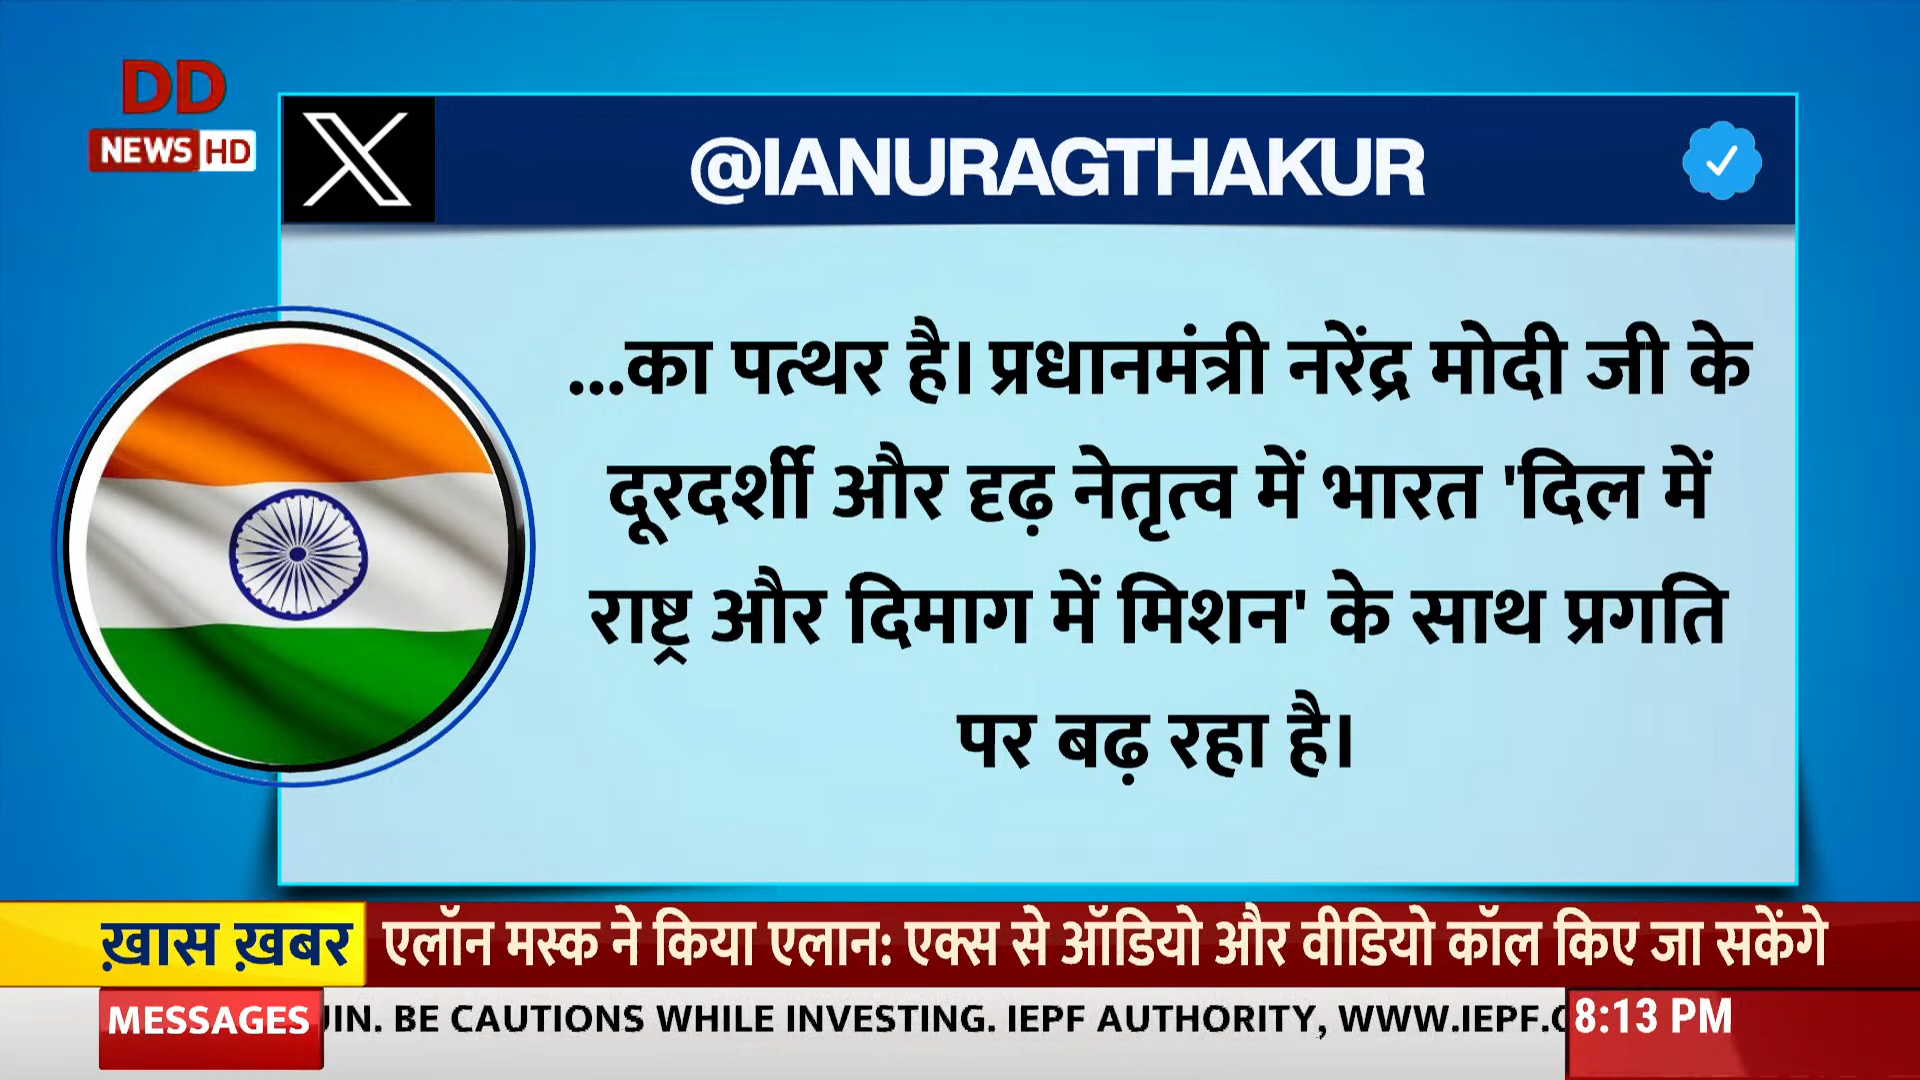 DD
NEWS HD
@IANURAGTHAKUR
...का पत्थर है। प्रधानमंत्री नरेंद्र मोदी जी के
दूरदर्शी और दृढ़ नेतृत्व में भारत 'दिल में
राष्ट्र और दिमाग में मिशन' के साथ प्रगति
पर बढ़ रहा है।
ख़ास ख़बर एलॉन मस्क ने किया एलान: एक्स से ऑडियो और वीडियो कॉल किए जा सकेंगे
MESSAGES BE CAUTIONS WHILE INVESTING. IEPF AUTHORITY, WWW.IEPF. 8:13 PM